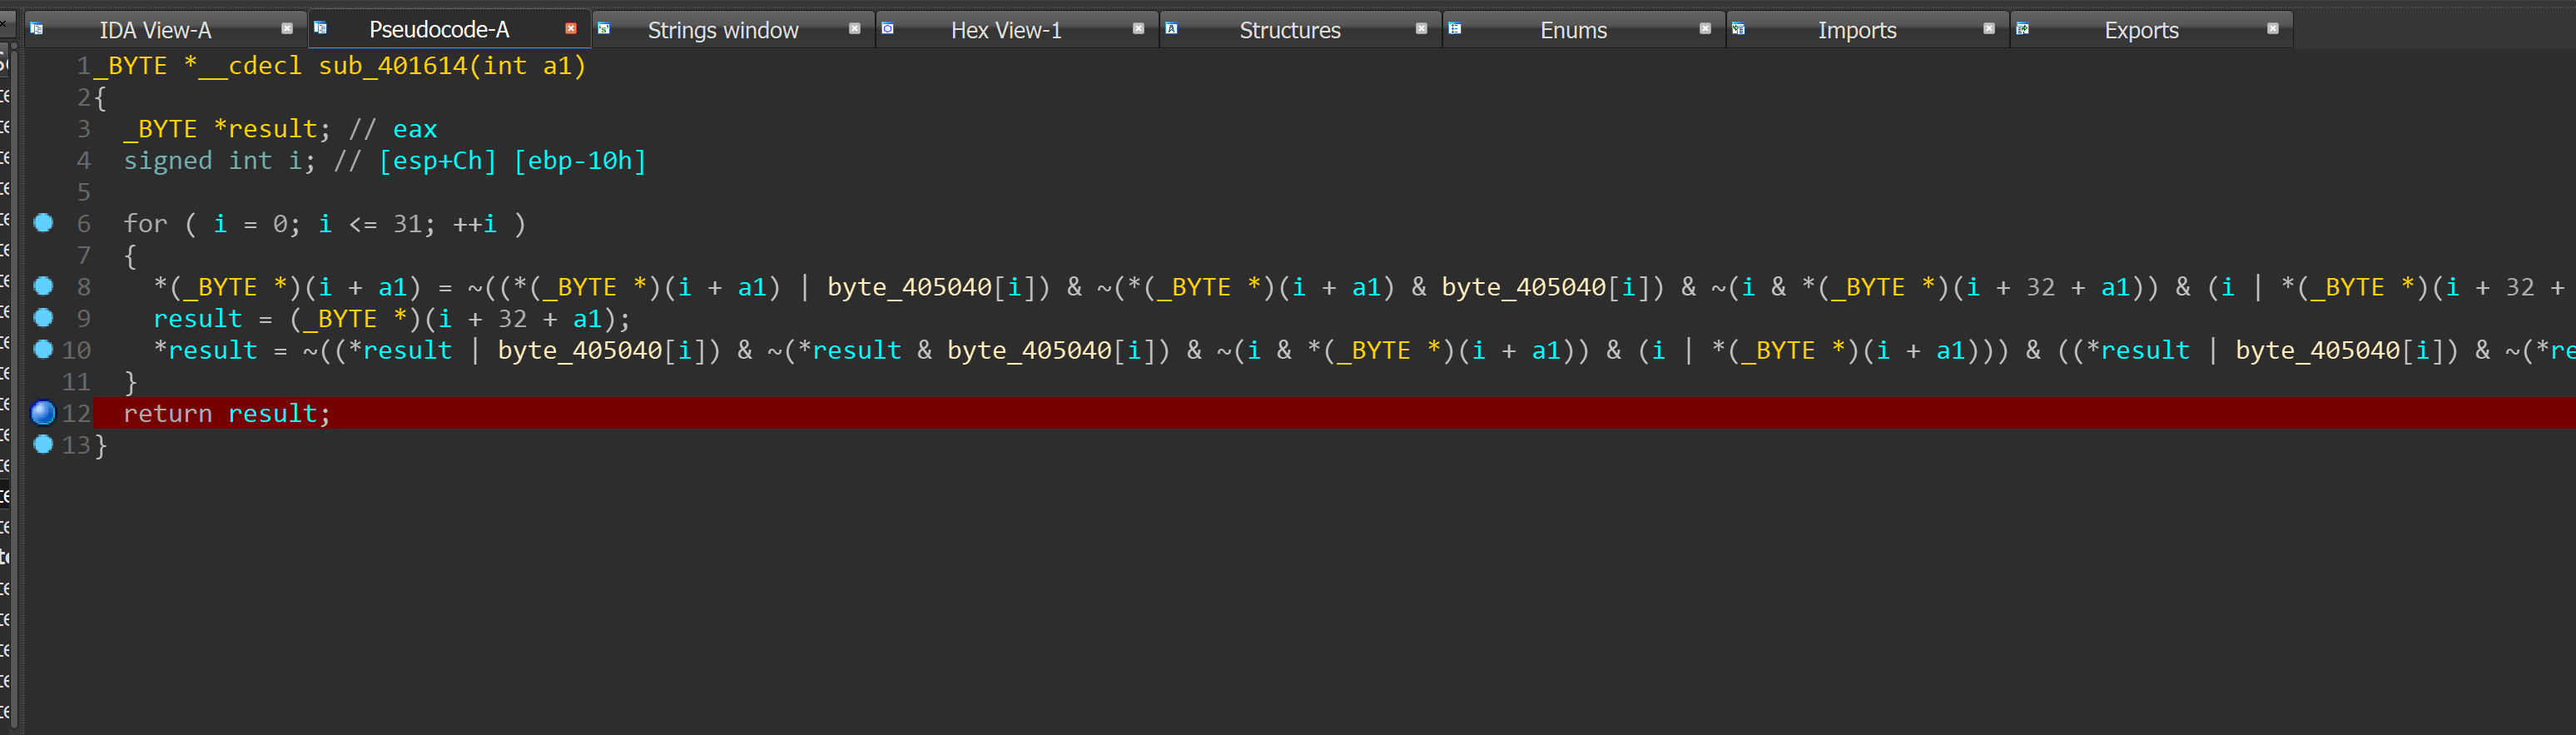 IDA View-A Pseudocode-A Strings window Hex View-1 Structures Enums Imports Exports
1 _BYTE *__cdecl sub_401614(int a1)
2 {
3 _BYTE *result; // eax
4 signed int i; // [esp+Ch] [ebp-10h]
5
6 for ( i = 0; i <= 31; ++i )
7 {
8 *(_BYTE *)(i + a1) = ~((*(_BYTE *)(i + a1) | byte_405040[i]) & ~(*(_BYTE *)(i + a1) & byte_405040[i]) & ~(i & *(_BYTE *)(i + 32 + a1)) & (i | *(_BYTE *)(i + 32 +
9 result = (_BYTE *)(i + 32 + a1);
10 *result = ~((*result | byte_405040[i]) & ~(*result & byte_405040[i]) & ~(i & *(_BYTE *)(i + a1)) & (i | *(_BYTE *)(i + a1))) & ((*result | byte_405040[i]) & ~(*re
11 }
12 return result;
13 }